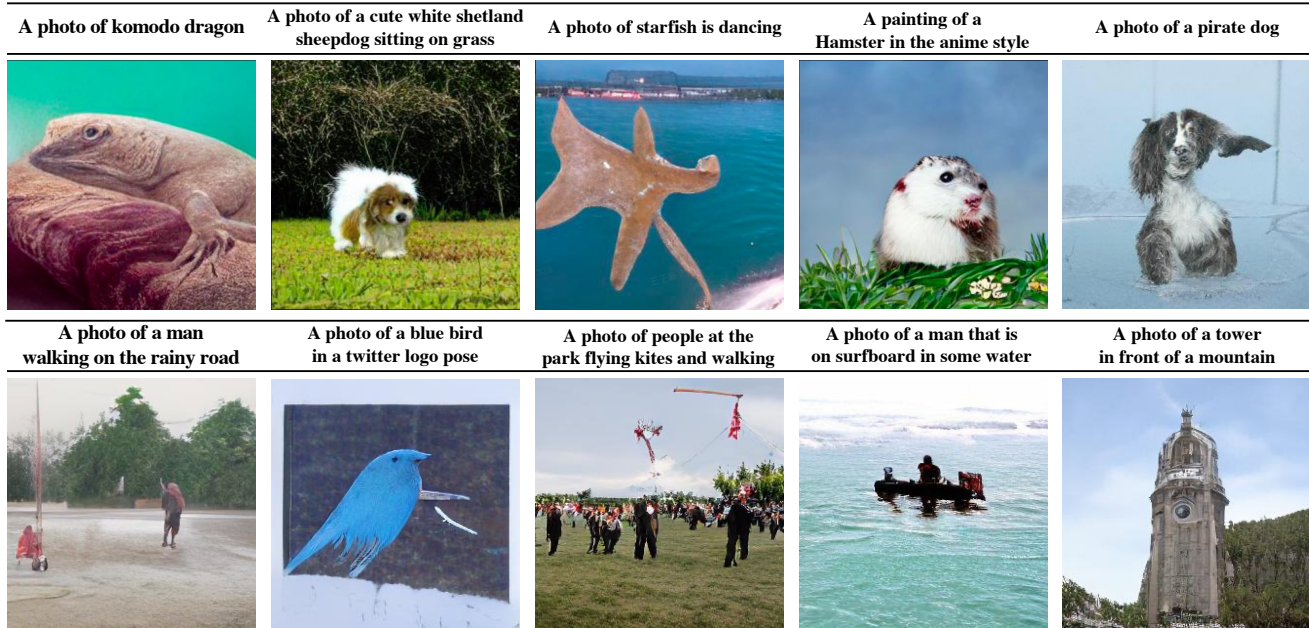 A photo of komodo dragon
A photo of a cute white shetland
sheepdog sitting on grass
A photo of starfish is dancing
A painting of a
Hamster in the anime style
A photo of a pirate dog
A photo of a man
walking on the rainy road
A photo of a blue bird
in a twitter logo pose
A photo of people at the
park flying kites and walking
A photo of a man that is
on surfboard in some water
A photo of a tower
in front of a mountain